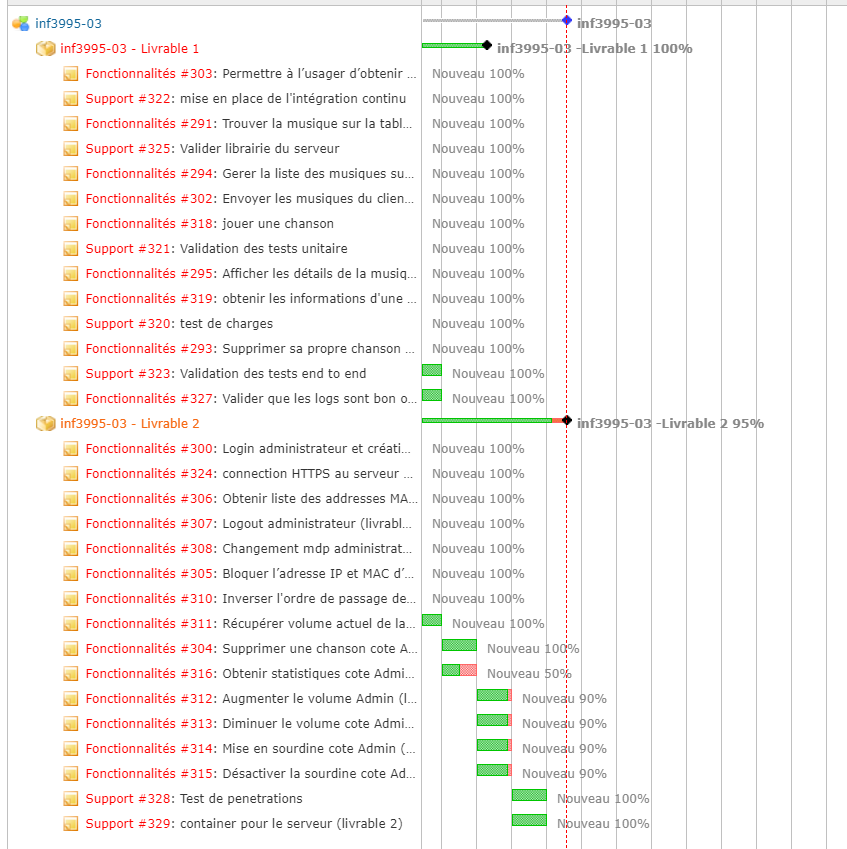 inf3995-03 inf3995-03
inf3995-03 - Livrable 1 inf3995-03 -Livrable 1 100%
Fonctionnalités #303: Permettre à l’usager d’obtenir ... Nouveau 100%
Support #322: mise en place de l'intégration continu Nouveau 100%
Fonctionnalités #291: Trouver la musique sur la tabl... Nouveau 100%
Support #325: Valider librairie du serveur Nouveau 100%
Fonctionnalités #294: Gerer la liste des musiques su... Nouveau 100%
Fonctionnalités #302: Envoyer les musiques du clien... Nouveau 100%
Fonctionnalités #318: jouer une chanson Nouveau 100%
Support #321: Validation des tests unitaire Nouveau 100%
Fonctionnalités #295: Afficher les détails de la musiq... Nouveau 100%
Fonctionnalités #319: obtenir les informations d'une ... Nouveau 100%
Support #320: test de charges Nouveau 100%
Fonctionnalités #293: Supprimer sa propre chanson ... Nouveau 100%
Support #323: Validation des tests end to end Nouveau 100%
Fonctionnalités #327: Valider que les logs sont bon o... Nouveau 100%
inf3995-03 - Livrable 2 inf3995-03 -Livrable 2 95%
Fonctionnalités #300: Login administrateur et créati... Nouveau 100%
Fonctionnalités #324: connection HTTPS au serveur ... Nouveau 100%
Fonctionnalités #306: Obtenir liste des addresses MA... Nouveau 100%
Fonctionnalités #307: Logout administrateur (livrabl... Nouveau 100%
Fonctionnalités #308: Changement mdp administrat... Nouveau 100%
Fonctionnalités #305: Bloquer l’adresse IP et MAC d’... Nouveau 100%
Fonctionnalités #310: Inverser l'ordre de passage de... Nouveau 100%
Fonctionnalités #311: Récupérer volume actuel de la... Nouveau 100%
Fonctionnalités #304: Supprimer une chanson cote A... Nouveau 100%
Fonctionnalités #316: Obtenir statistiques cote Admi... Nouveau 50%
Fonctionnalités #312: Augmenter le volume Admin (l... Nouveau 90%
Fonctionnalités #313: Diminuer le volume cote Admi... Nouveau 90%
Fonctionnalités #314: Mise en sourdine cote Admin (... Nouveau 90%
Fonctionnalités #315: Désactiver la sourdine cote Ad... Nouveau 90%
Support #328: Test de penetrations Nouveau 100%
Support #329: container pour le serveur (livrable 2) Nouveau 100%